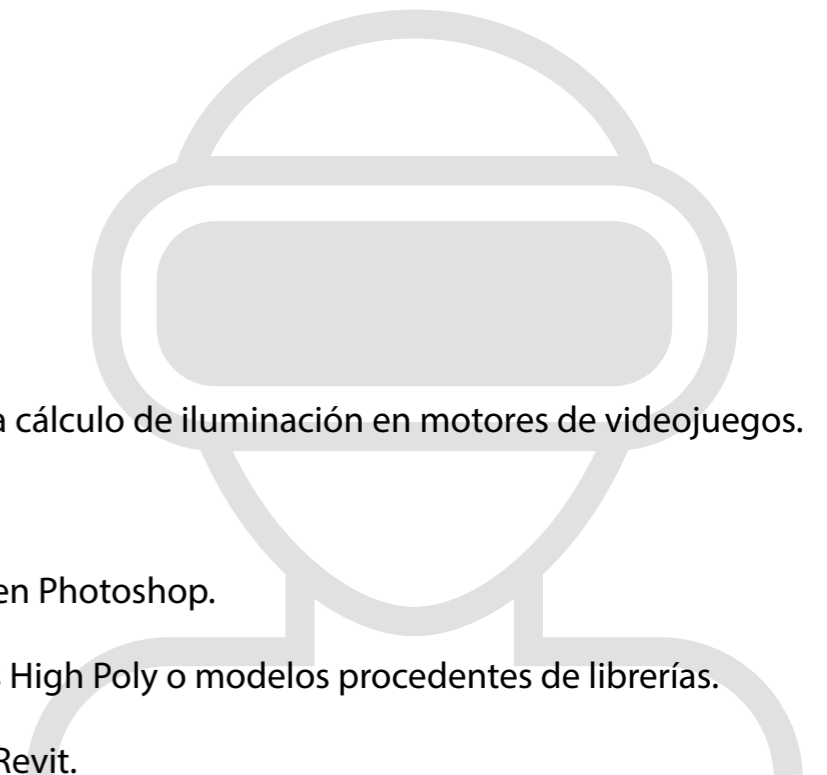 cálculo de iluminación en motores de videojuegos.
en Photoshop.
High Poly o modelos procedentes de librerías.
Revit.